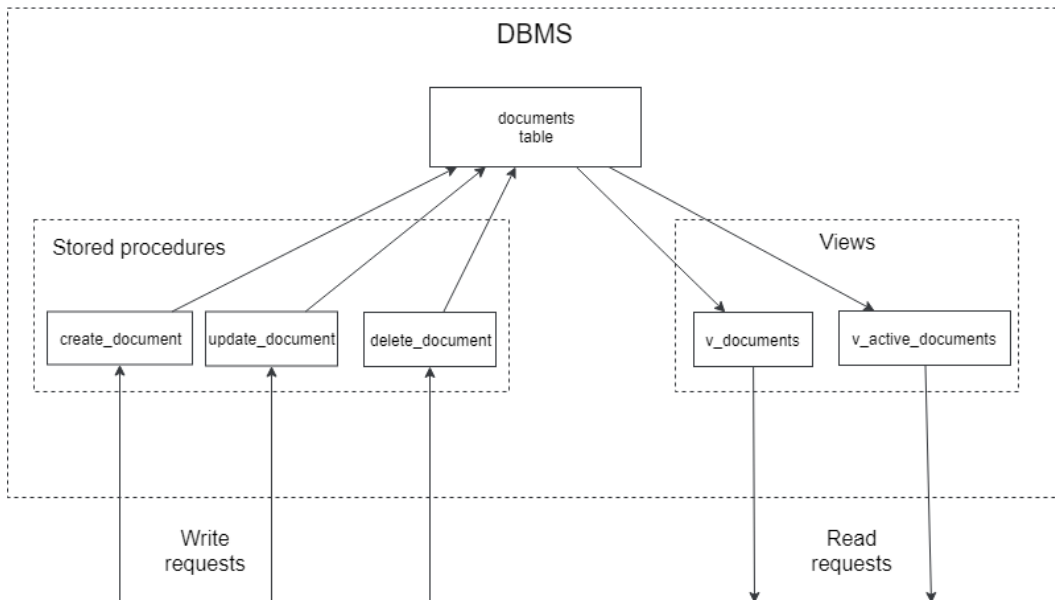 DBMS
documents
table
Stored procedures
Views
create_document
update_document
delete_document
v_documents
v_active_documents
Write
requests
Read
requests